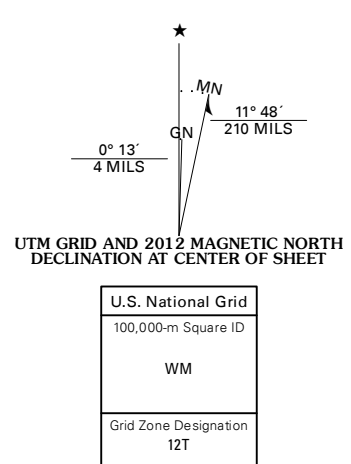 ★
MN
11° 48´
210 MILS
GN
0° 13´
4 MILS
UTM GRID AND 2012 MAGNETIC NORTH
DECLINATION AT CENTER OF SHEET
U.S. National Grid
100,000-m Square ID
WM
Grid Zone Designation
12T